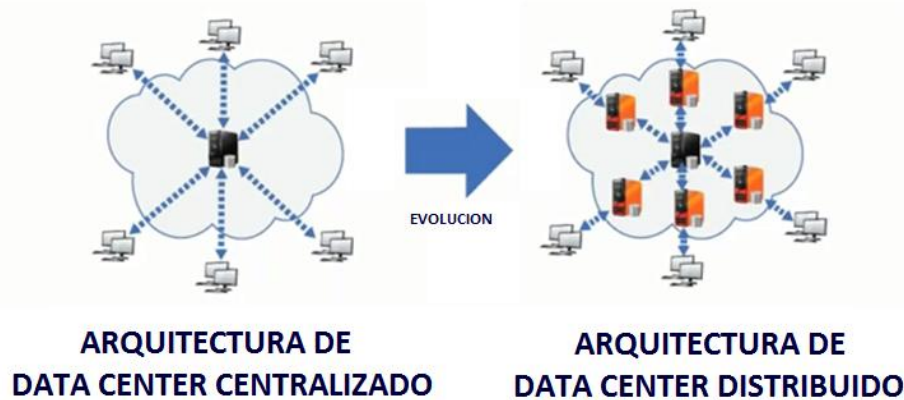 EVOLUCION
ARQUITECTURA DE
DATA CENTER CENTRALIZADO
ARQUITECTURA DE
DATA CENTER DISTRIBUIDO